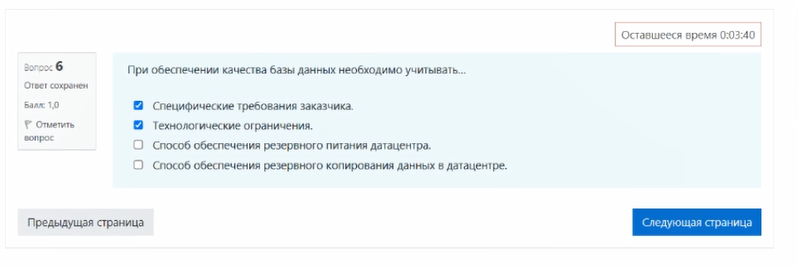 Оставшееся время 0:03:40
Вопрос 6
Ответ сохранен
Балл: 1,0
Отметить
вопрос
При обеспечении качества базы данных необходимо учитывать...
Специфические требования заказчика.
Технологические ограничения.
Способ обеспечения резервного питания датацентра.
Способ обеспечения резервного копирования данных в датацентре.
Предыдущая страница
Следующая страница